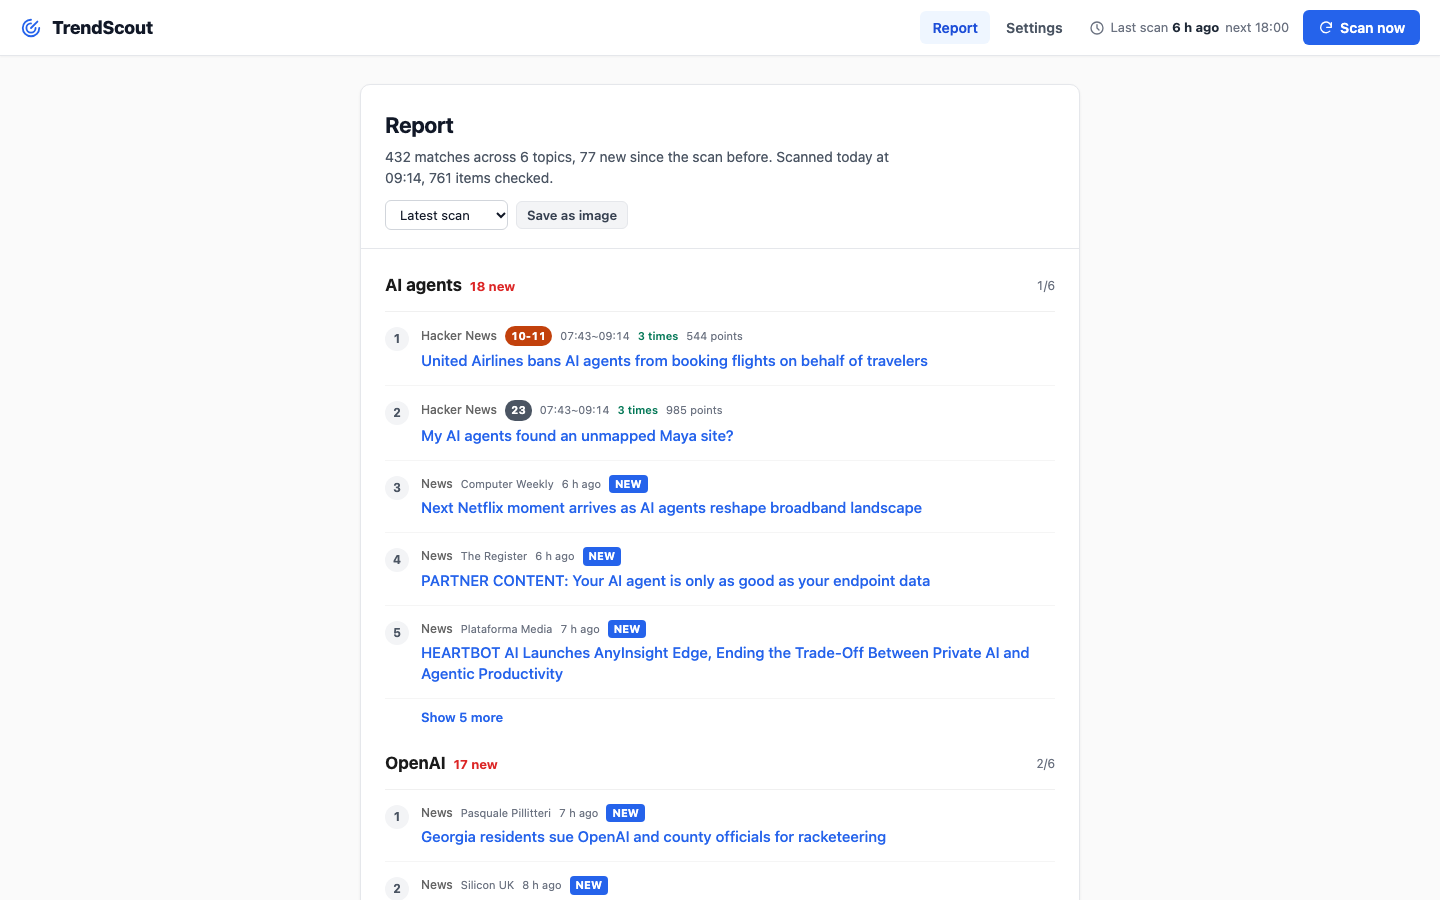 TrendScout
Report
Settings
Last scan 6 h ago next 18:00
Scan now
Report
432 matches across 6 topics, 77 new since the scan before. Scanned today at
09:14, 761 items checked.
Latest scan
Save as image
AI agents 18 new
1/6
1
Hacker News 10-11 07:43~09:14 3 times 544 points
United Airlines bans AI agents from booking flights on behalf of travelers
2
Hacker News 23 07:43~09:14 3 times 985 points
My AI agents found an unmapped Maya site?
3
News Computer Weekly 6 h ago NEW
Next Netflix moment arrives as AI agents reshape broadband landscape
4
News The Register 6 h ago NEW
PARTNER CONTENT: Your AI agent is only as good as your endpoint data
5
News Plataforma Media 7 h ago NEW
HEARTBOT AI Launches AnyInsight Edge, Ending the Trade-Off Between Private AI and
Agentic Productivity
Show 5 more
OpenAI 17 new
2/6
1
News Pasquale Pillitteri 7 h ago NEW
Georgia residents sue OpenAI and county officials for racketeering
2
News Silicon UK 8 h ago NEW